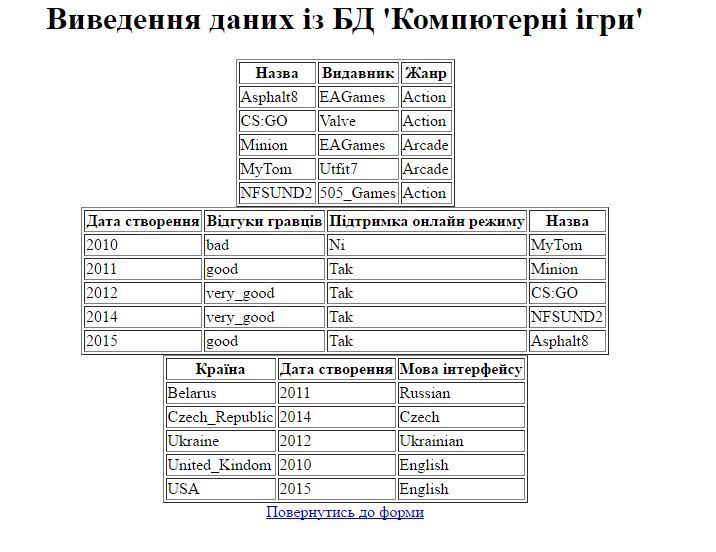 Виведення даних із БД 'Компютерні ігри'
Назва Видавник Жанр
Asphalt8 EAGames Action
CS:GO Valve Action
Minion EAGames Arcade
MyTom Utfit7 Arcade
NFSUND2 505_Games Action
Дата створення Відгуки гравців Підтримка онлайн режиму Назва
2010 bad Ni MyTom
2011 good Tak Minion
2012 very_good Tak CS:GO
2014 very_good Tak NFSUND2
2015 good Tak Asphalt8
Країна Дата створення Мова інтерфейсу
Belarus 2011 Russian
Czech_Republic 2014 Czech
Ukraine 2012 Ukrainian
United_Kindom 2010 English
USA 2015 English
Повернутись до форми